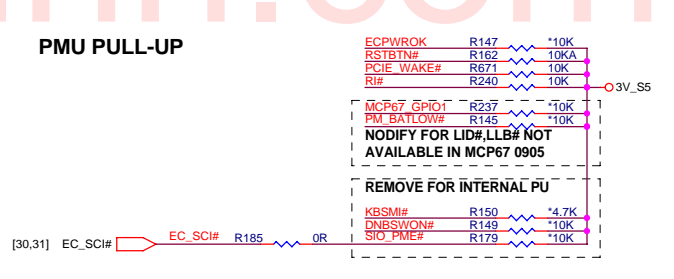 PMU PULL-UP
ECPWROK R147 *10K
RSTBTN# R162 10KA
PCIE_WAKE# R671 10K
RI# R240 10K
3V_S5
MCP67_GPIO1 R237 *10K
PM_BATLOW# R145 *10K
NODIFY FOR LID#,LLB# NOT
AVAILABLE IN MCP67 0905
REMOVE FOR INTERNAL PU
KBSMI# R150 *4.7K
DNBSWON# R149 *10K
SIO_PME# R179 *10K
[30,31] EC_SCI# EC_SCI# R185 0R